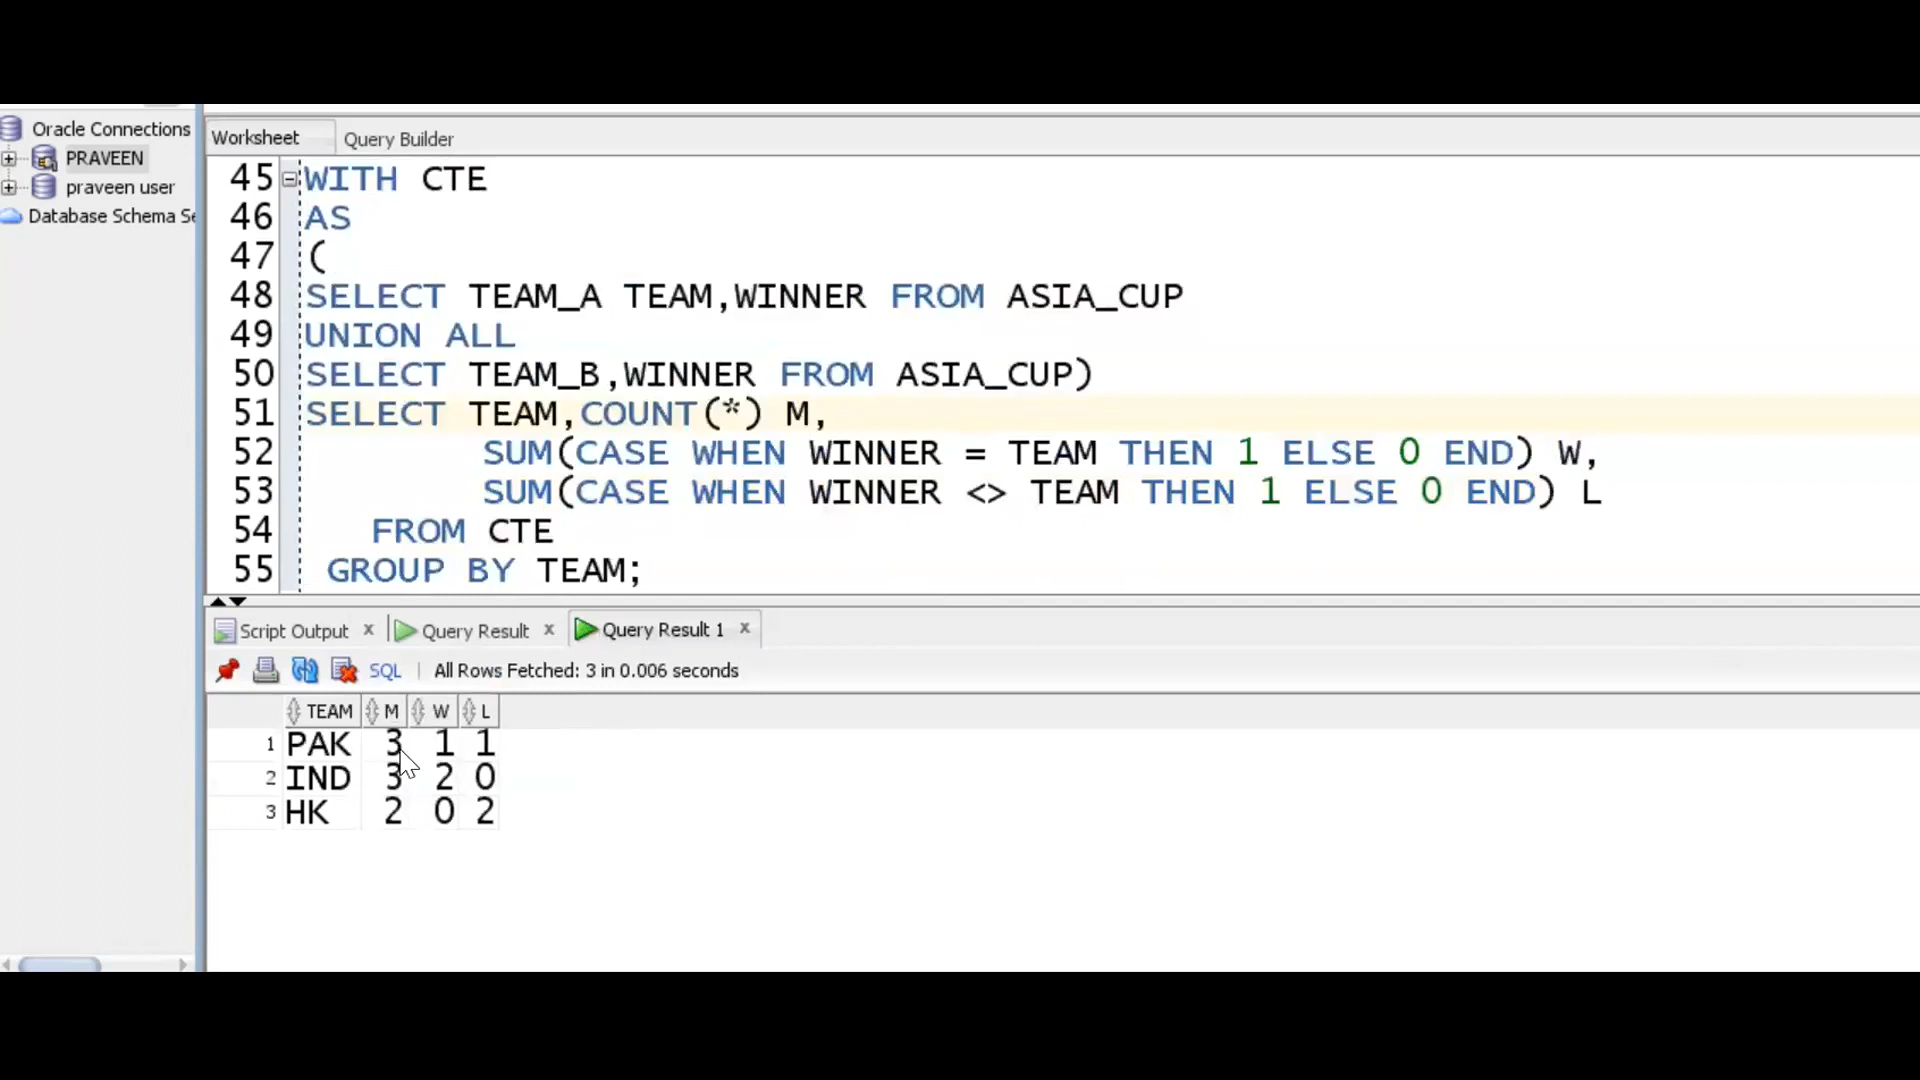 Oracle Connections
PRAVEEN
praveen user
Database Schema Se
Worksheet
Query Builder
45 WITH CTE
46 AS
47 (
48 SELECT TEAM_A TEAM,WINNER FROM ASIA_CUP
49 UNION ALL
50 SELECT TEAM_B,WINNER FROM ASIA_CUP)
51 SELECT TEAM,COUNT(*) M,
52 SUM(CASE WHEN WINNER = TEAM THEN 1 ELSE 0 END) W,
53 SUM(CASE WHEN WINNER <> TEAM THEN 1 ELSE 0 END) L
54 FROM CTE
55 GROUP BY TEAM;
Script Output x Query Result x Query Result 1 x
SQL | All Rows Fetched: 3 in 0.006 seconds
TEAM M W L
1 PAK 3 1 1
2 IND 3 2 0
3 HK 2 0 2